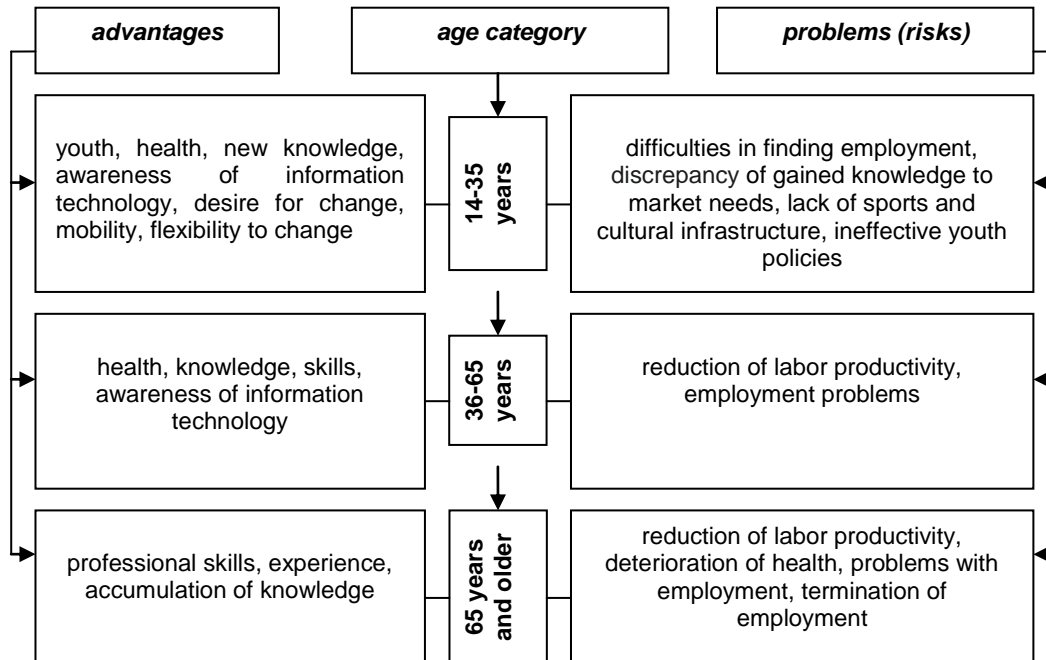 advantages
age category
problems (risks)
youth, health, new knowledge,
awareness of information
technology, desire for change,
mobility, flexibility to change
14-35
years
difficulties in finding employment,
discrepancy of gained knowledge to
market needs, lack of sports and
cultural infrastructure, ineffective youth
policies
health, knowledge, skills,
awareness of information
technology
36-65
years
reduction of labor productivity,
employment problems
professional skills, experience,
accumulation of knowledge
65 years
and older
reduction of labor productivity,
deterioration of health, problems with
employment, termination of
employment